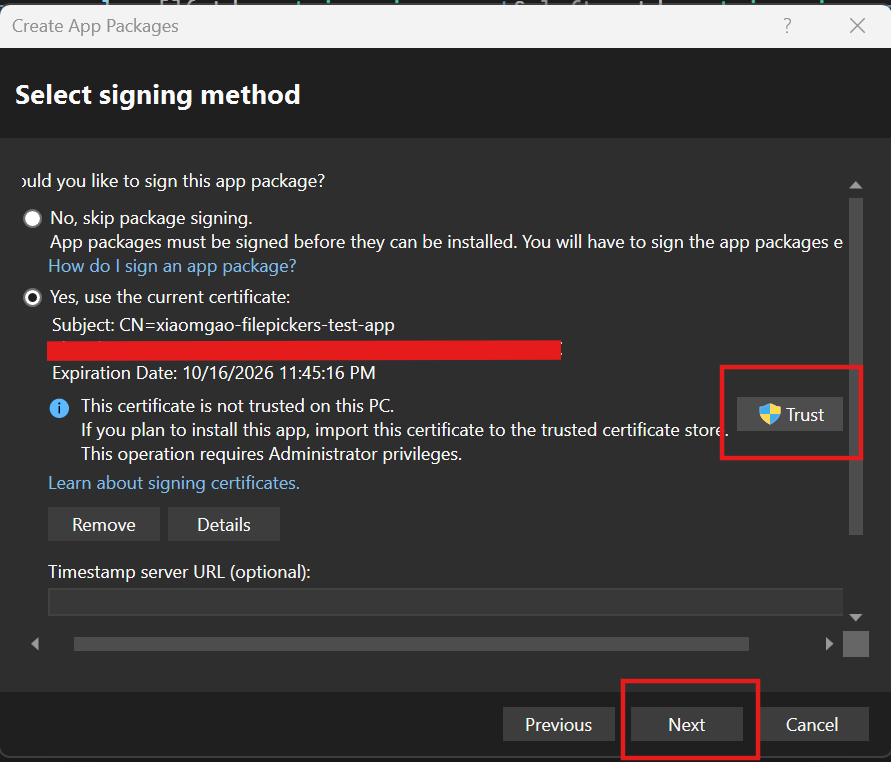 Create App Packages
?
Select signing method
ould you like to sign this app package?
No, skip package signing.
App packages must be signed before they can be installed. You will have to sign the app packages e
How do I sign an app package?
Yes, use the current certificate:
Subject: CN=xiaomgao-filepickers-test-app
Expiration Date: 10/16/2026 11:45:16 PM
This certificate is not trusted on this PC.
If you plan to install this app, import this certificate to the trusted certificate store.
This operation requires Administrator privileges.
Trust
Learn about signing certificates.
Remove
Details
Timestamp server URL (optional):
Previous
Next
Cancel